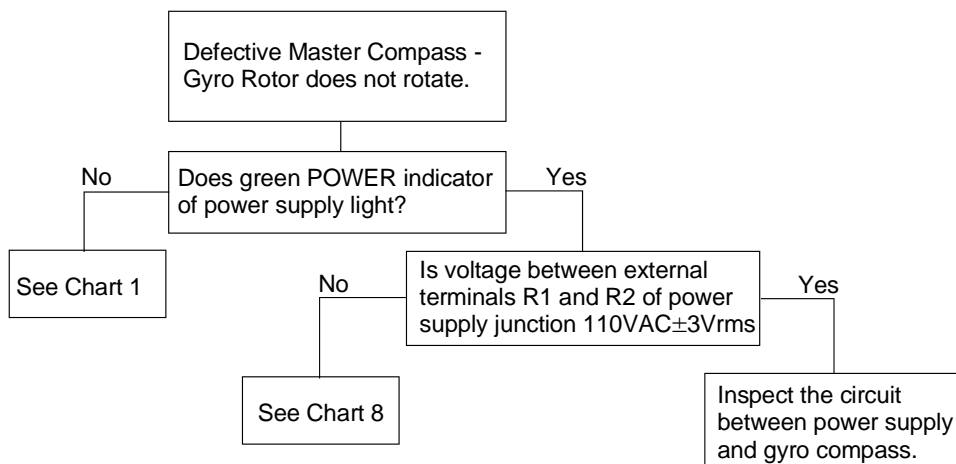 Defective Master Compass -
Gyro Rotor does not rotate.
No
Does green POWER indicator
of power supply light?
Yes
See Chart 1
No
Is voltage between external
terminals R1 and R2 of power
supply junction 110VAC±3Vrms
Yes
See Chart 8
Inspect the circuit
between power supply
and gyro compass.